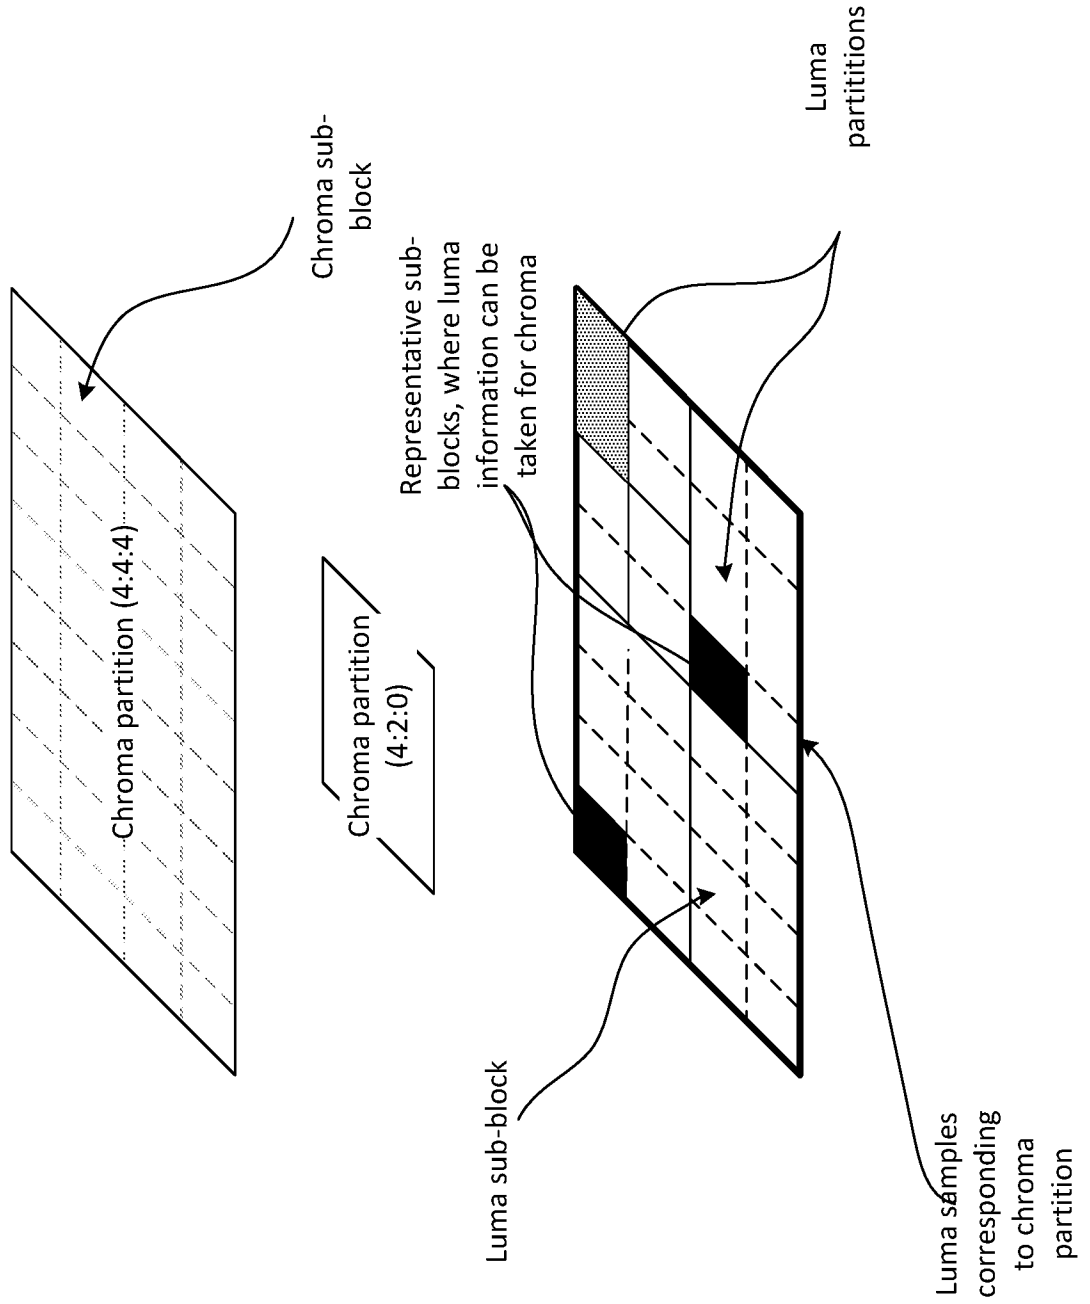 Chroma partition (4:4:4)
Chroma sub-
block
Chroma partition
(4:2:0)
Representative sub-
blocks, where luma
information can be
taken for chroma
Luma
partititions
Luma sub-block
Luma samples
corresponding
to chroma
partition